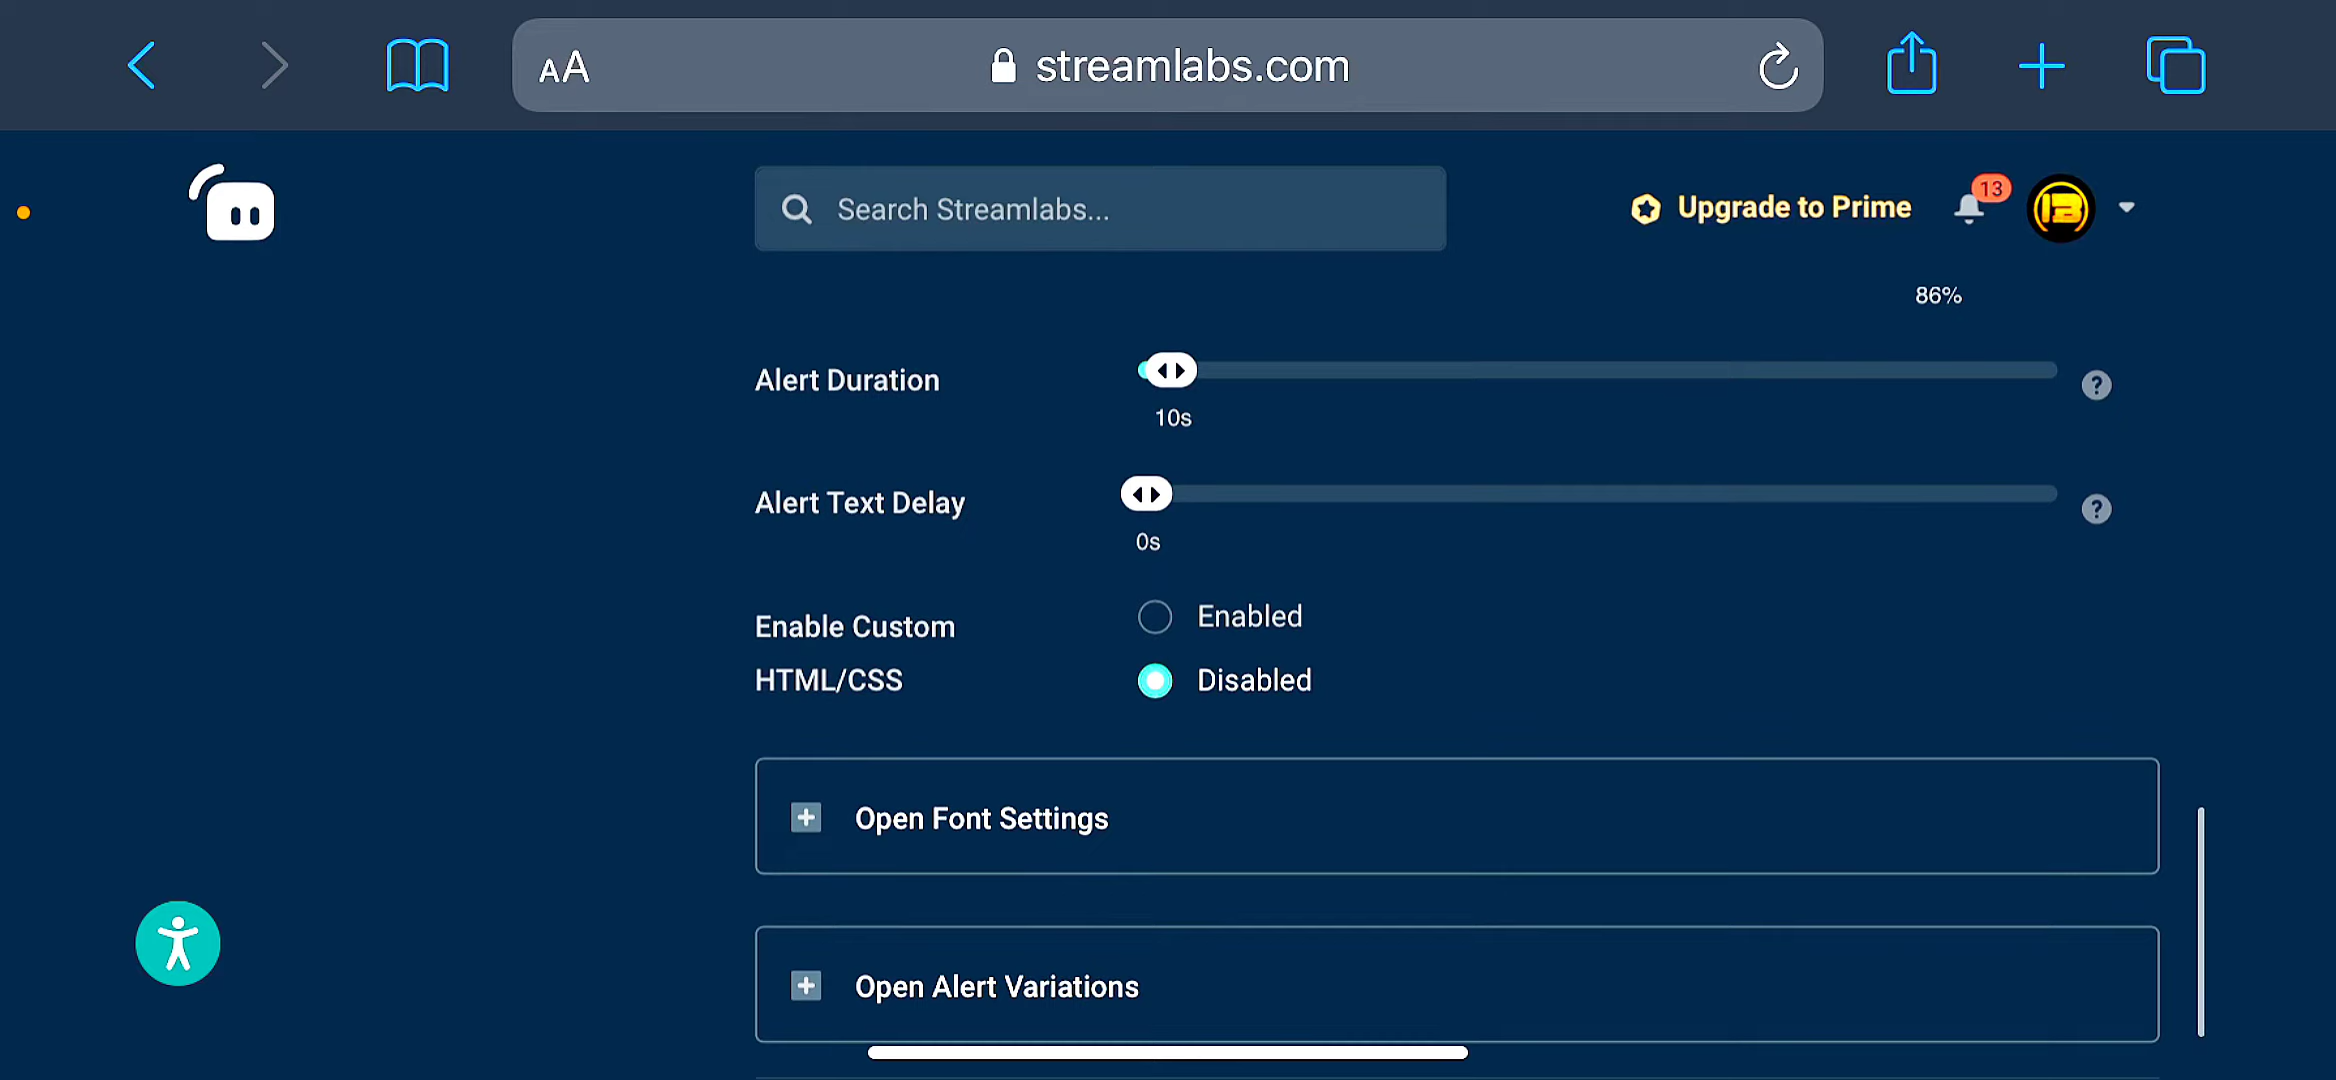 AA
streamlabs.com
Search Streamlabs...
Upgrade to Prime
13
86%
Alert Duration
10s
Alert Text Delay
0s
Enable Custom
HTML/CSS
Enabled
Disabled
Open Font Settings
Open Alert Variations